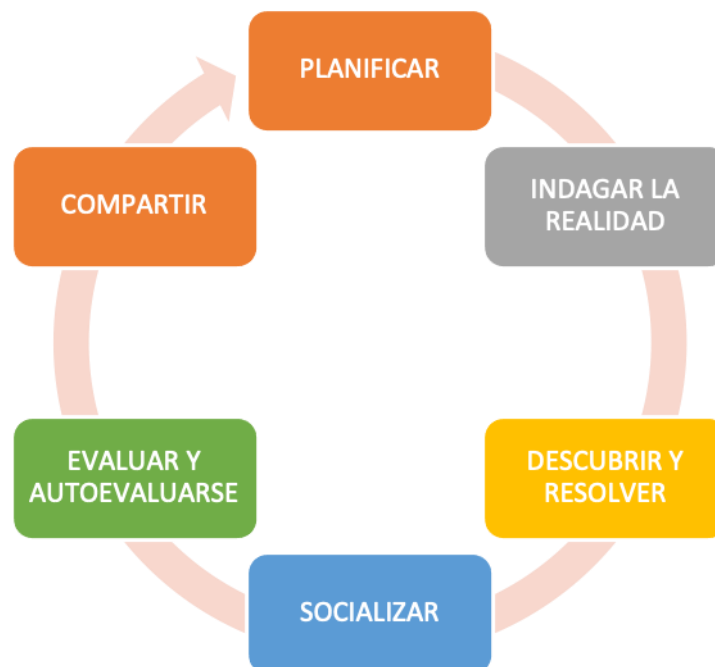 PLANIFICAR
INDAGAR LA
REALIDAD
DESCUBRIR Y
RESOLVER
SOCIALIZAR
EVALUAR Y
AUTOEVALUARSE
COMPARTIR